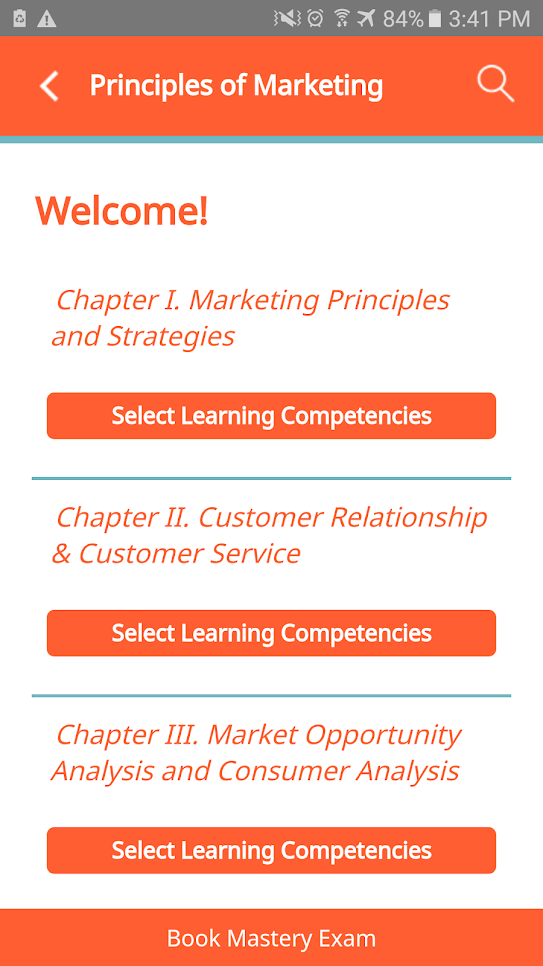 84% 3:41 PM
Principles of Marketing
Welcome!
Chapter I. Marketing Principles
and Strategies
Select Learning Competencies
Chapter II. Customer Relationship
& Customer Service
Select Learning Competencies
Chapter III. Market Opportunity
Analysis and Consumer Analysis
Select Learning Competencies
Book Mastery Exam